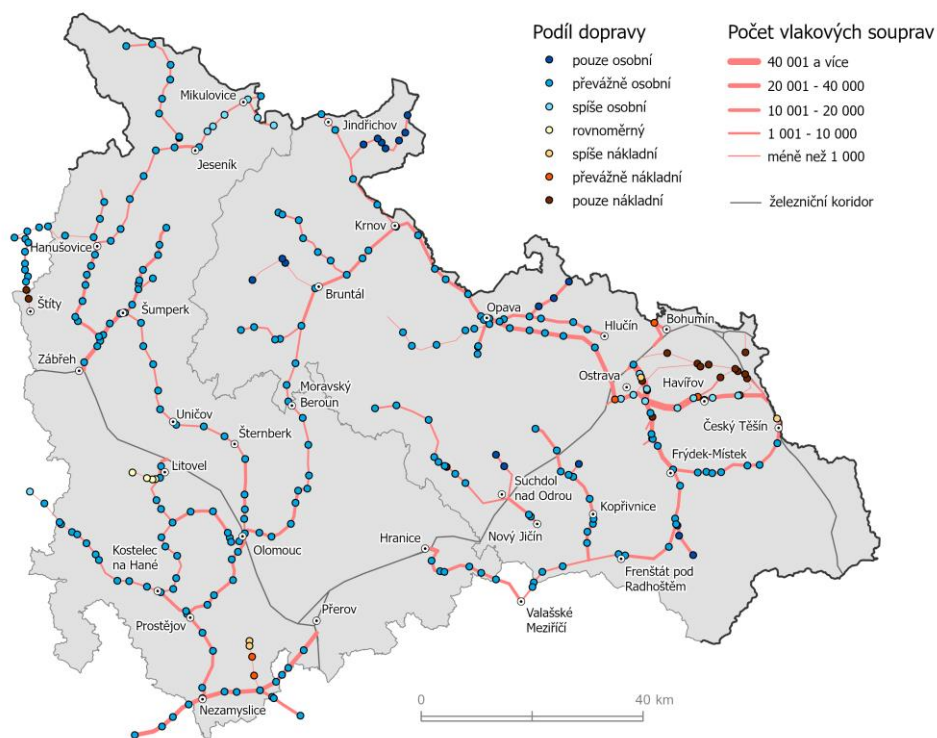 Podíl dopravy
pouze osobní
převážně osobní
spíše osobní
rovnoměrný
spíše nákladní
převážně nákladní
pouze nákladní
Počet vlakových souprav
40 001 a více
20 001 - 40 000
10 001 - 20 000
1 001 - 10 000
méně než 1 000
železniční koridor
Mikulovice
Jindřichov
Jeseník
Krnov
Hanušovice
Bruntál
Štíty
Šumperk
Opava
Hlučín
Bohumín
Zábřeh
Ostrava
Havířov
Moravský
Beroun
Český Těšín
Uničov
Šternberk
Frýdek-Místek
Litovel
Suchdol
nad Odrou
Kopřivnice
Kostelec
na Hané
Olomouc
Hranice
Nový Jičín
Frenštát pod
Radhoštěm
Přerov
Valašské
Meziříčí
Prostějov
Nezamyslice
0
40 km